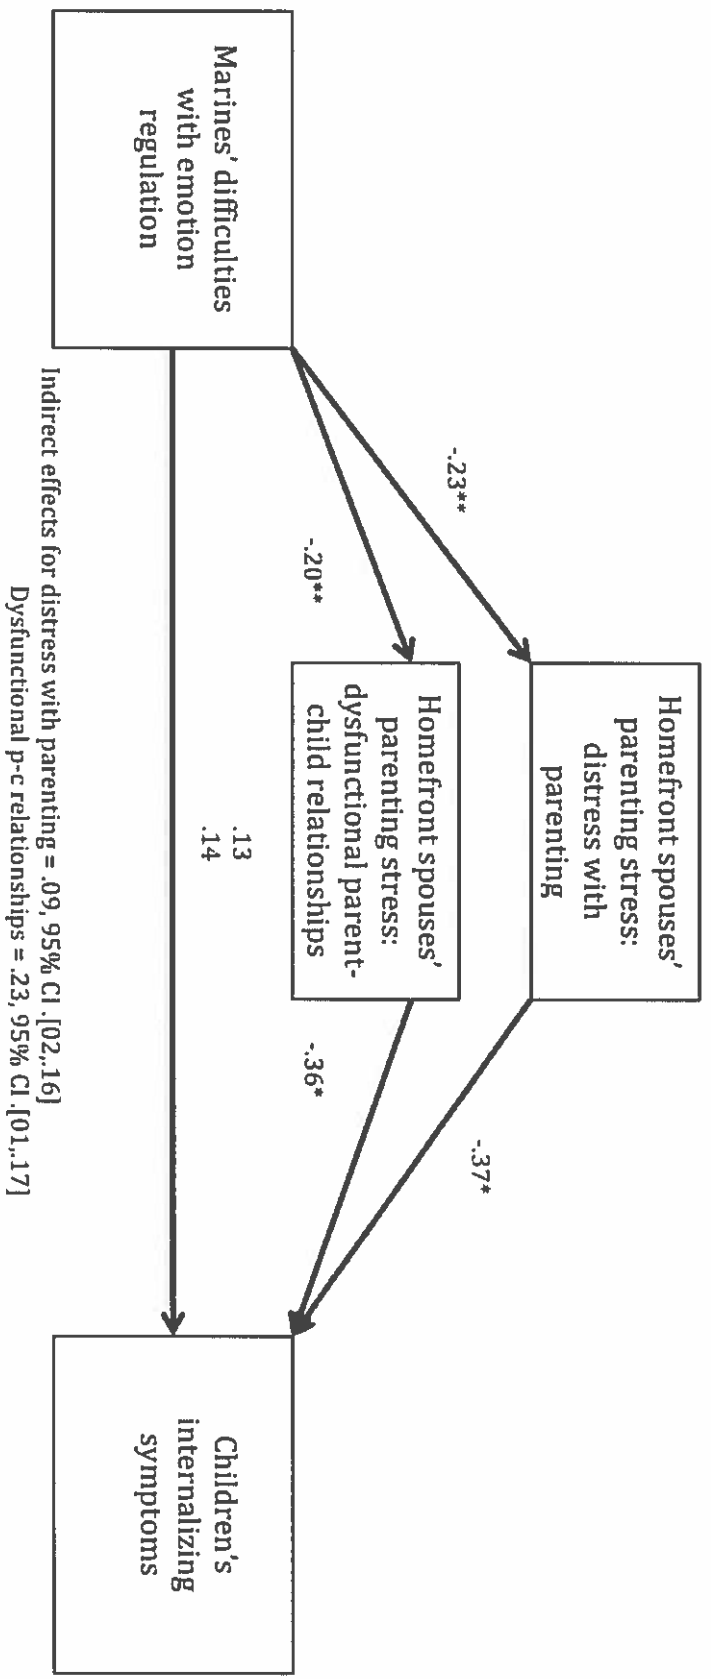 Homefront spouses'
parenting stress:
distress with
parenting
-.23**
-.37*
Homefront spouses'
parenting stress:
dysfunctional parent-
child relationships
-.20**
-.36*
Marines' difficulties
with emotion
regulation
.13
.14
Children's
internalizing
symptoms
Indirect effects for distress with parenting = .09, 95% CI .[02,.16]
Dysfunctional p-c relationships = .23, 95% CI .[01,.17]